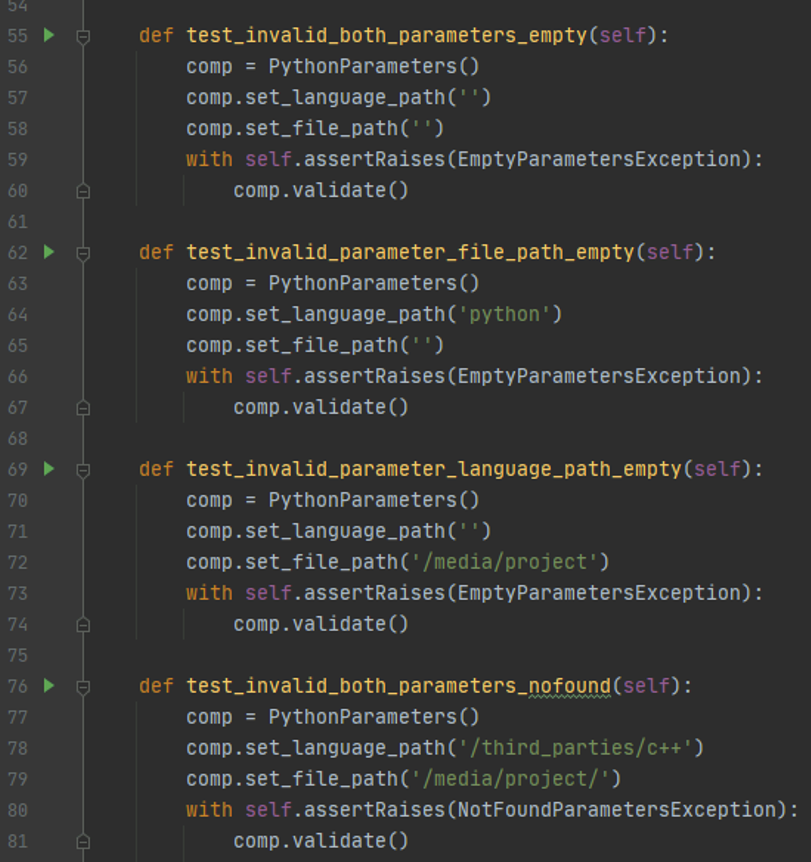 54
55 def test_invalid_both_parameters_empty(self):
56 comp = PythonParameters()
57 comp.set_language_path('')
58 comp.set_file_path('')
59 with self.assertRaises(EmptyParametersException):
60 comp.validate()
61
62 def test_invalid_parameter_file_path_empty(self):
63 comp = PythonParameters()
64 comp.set_language_path('python')
65 comp.set_file_path('')
66 with self.assertRaises(EmptyParametersException):
67 comp.validate()
68
69 def test_invalid_parameter_language_path_empty(self):
70 comp = PythonParameters()
71 comp.set_language_path('')
72 comp.set_file_path('/media/project')
73 with self.assertRaises(EmptyParametersException):
74 comp.validate()
75
76 def test_invalid_both_parameters_nofound(self):
77 comp = PythonParameters()
78 comp.set_language_path('/third_parties/c++')
79 comp.set_file_path('/media/project/')
80 with self.assertRaises(NotFoundParametersException):
81 comp.validate()